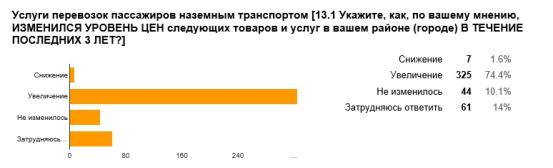 Услуги перевозок пассажиров наземным транспортом [13.1 Укажите, как, по вашему мнению,
ИЗМЕНИЛСЯ УРОВЕНЬ ЦЕН следующих товаров и услуг в вашем районе (городе) В ТЕЧЕНИЕ
ПОСЛЕДНИХ 3 ЛЕТ?]
Снижение 7 1.6%
Увеличение 325 74.4%
Не изменилось 44 10.1%
Затрудняюсь ответить 61 14%
Снижение
Увеличение
Не изменилось
Затрудняюсь...
0 80 160 240 ...